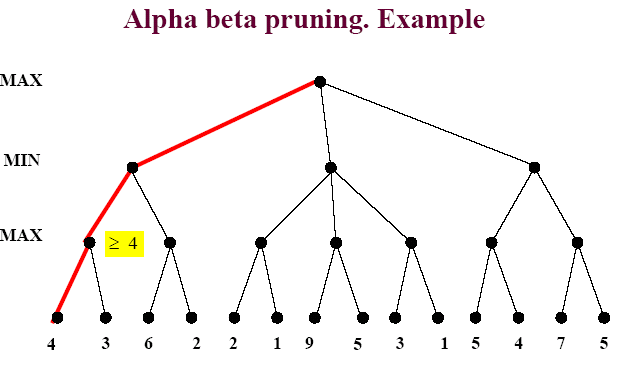 Alpha beta pruning. Example
MAX
MIN
MAX
≥ 4
4 3 6 2 2 1 9 5 3 1 5 4 7 5